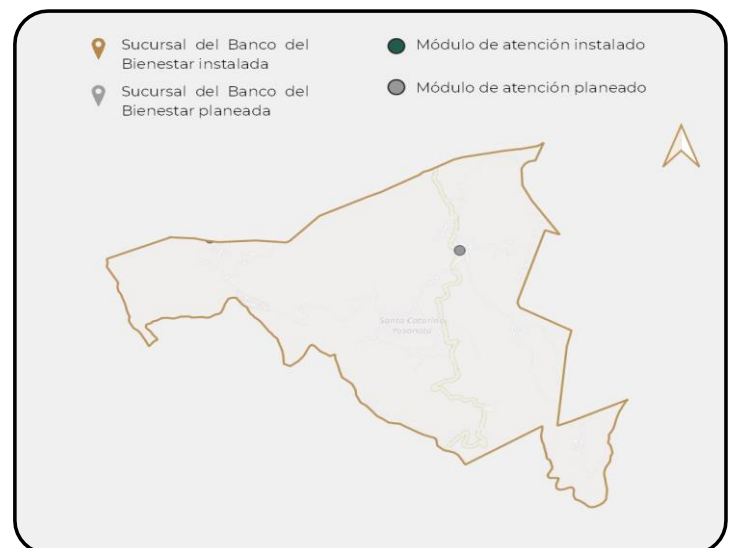 Sucursal del Banco del
Bienestar instalada
Sucursal del Banco del
Bienestar planeada
Módulo de atención instalado
Módulo de atención planeado
Santa Catarina
Yosonotú